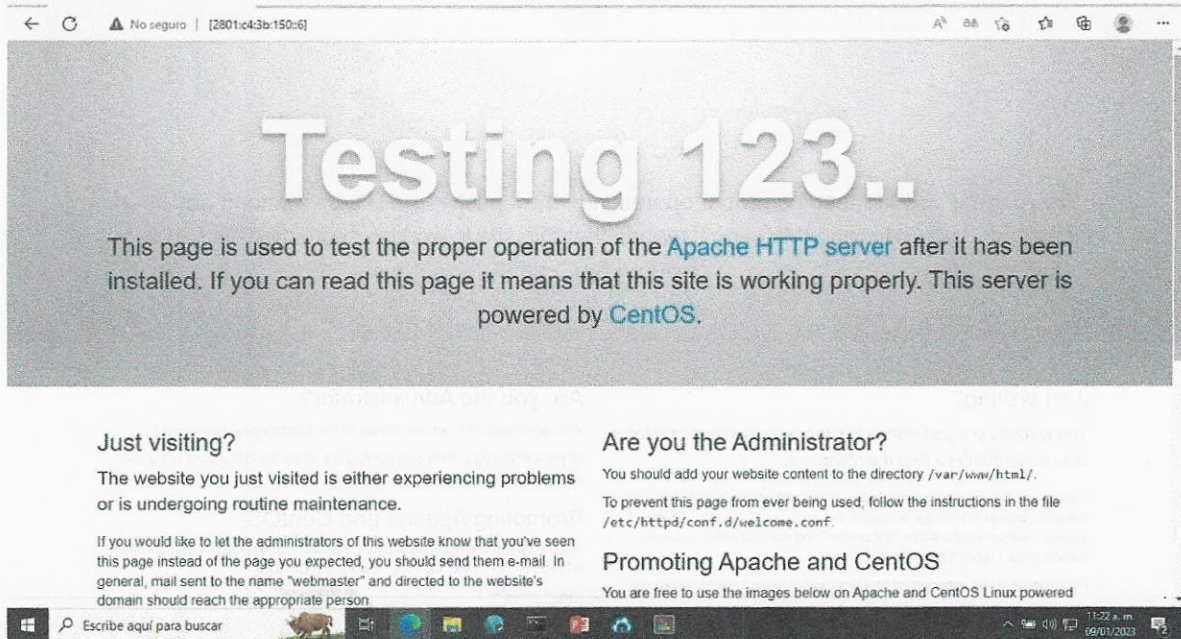 No seguro | [2801:c4:3b:150::6]
Testing 123..
This page is used to test the proper operation of the Apache HTTP server after it has been
installed. If you can read this page it means that this site is working properly. This server is
powered by CentOS.
Just visiting?
The website you just visited is either experiencing problems
or is undergoing routine maintenance.
If you would like to let the administrators of this website know that you've seen
this page instead of the page you expected, you should send them e-mail. In
general, mail sent to the name "webmaster" and directed to the website's
domain should reach the appropriate person.
Are you the Administrator?
You should add your website content to the directory /var/www/html/.
To prevent this page from ever being used, follow the instructions in the file
/etc/httpd/conf.d/welcome.conf.
Promoting Apache and CentOS
You are free to use the images below on Apache and CentOS Linux powered
Escribe aquí para buscar
11:22 a. m.
09/01/2023